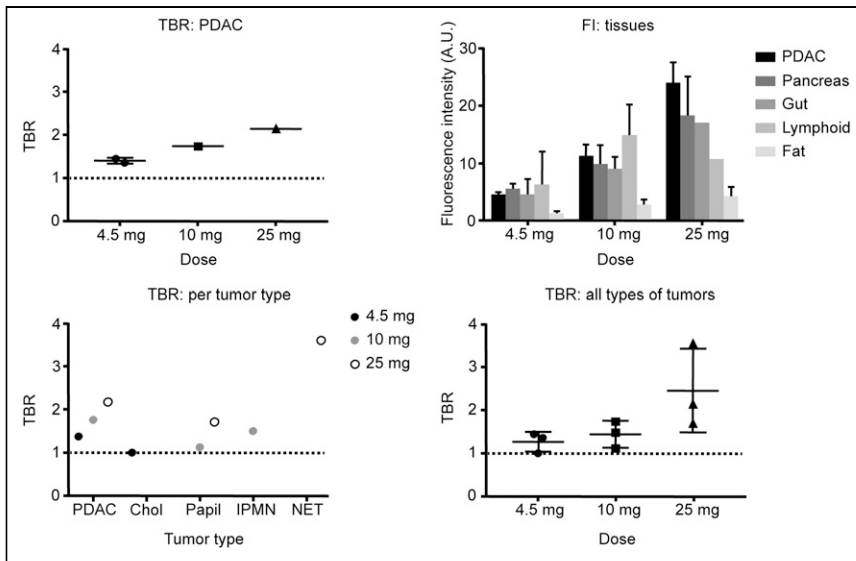 TBR: PDAC
4
3
2
1
0
TBR
4.5 mg 10 mg 25 mg
Dose
FI: tissues
Fluorescence intensity (A.U.)
30
20
10
0
4.5 mg 10 mg 25 mg
Dose
PDAC
Pancreas
Gut
Lymphoid
Fat
TBR: per tumor type
4
3
2
1
0
TBR
PDAC Chol Papil IPMN NET
Tumor type
4.5 mg
10 mg
25 mg
TBR: all types of tumors
4
3
2
1
0
TBR
4.5 mg 10 mg 25 mg
Dose